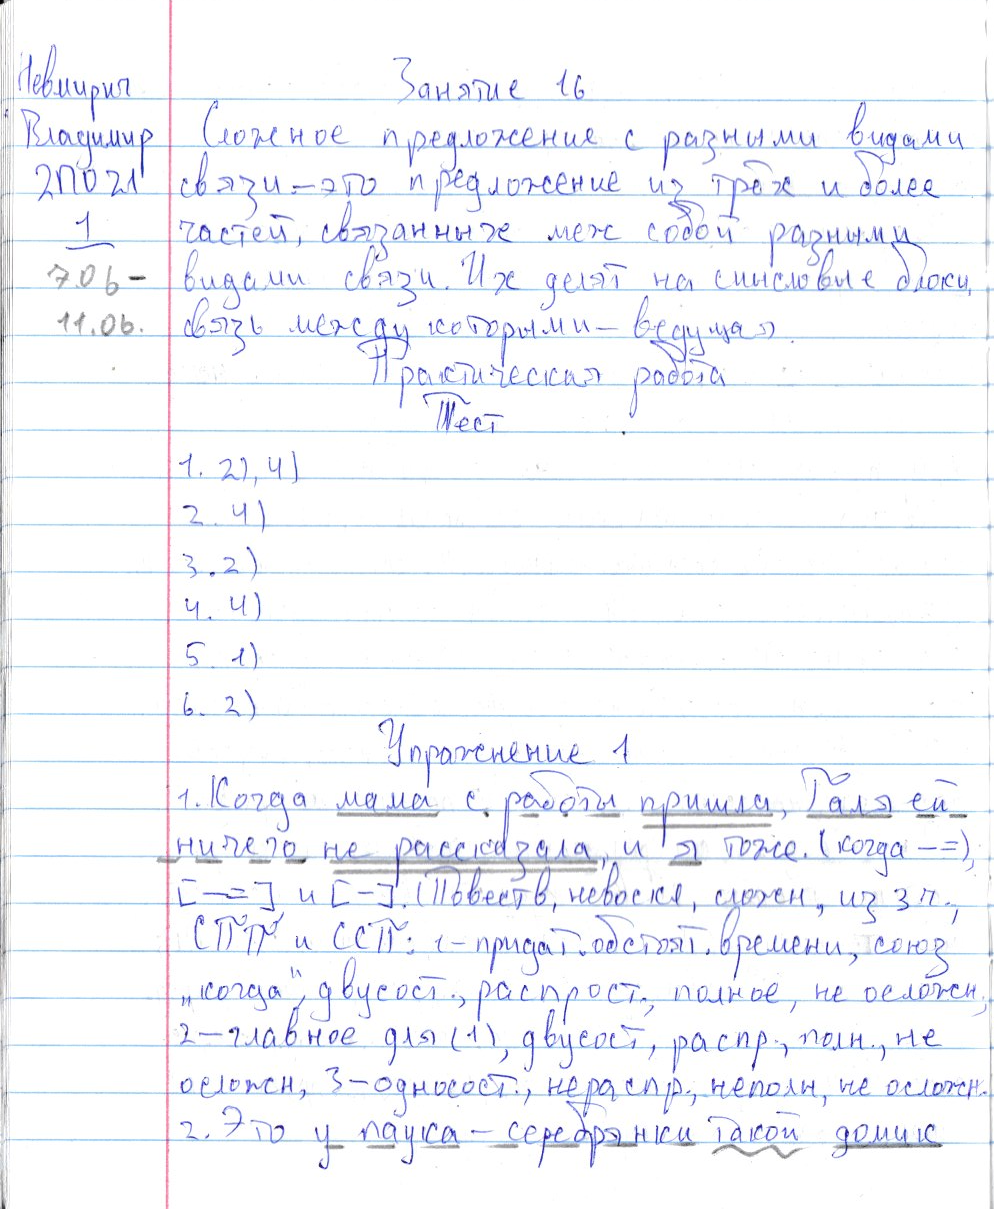 Невмирич
Владимир
2ПО21
1
7.06 -
11.06.
Занятие 16
Сложное предложение с разными видами
связи - это предложение из трёх и более
частей, связанных меж собой разными
видами связи. Их делят на смысловые блоки,
связь между которыми - ведущая.
Практическая работа
Тест
1. 2), 4)
2. 4)
3. 2)
4. 4)
5. 1)
6. 2)
Упражнение 1
1. Когда мама с работы пришла, Галя ей
ничего не рассказала, и я тоже. (когда -=),
[-=] и [-]. (Повеств, невоскл, сложн, из 3 ч.,
СПП и ССП: 1- придат. обстоят. времени, союз
„когда", двусост., распрост., полное, не осложн,
2 - главное для (1), двусост, распр., полн., не
осложн, 3 - односост., нераспр., неполн, не осложн.
2. Это у паука - серебрянки такой домик